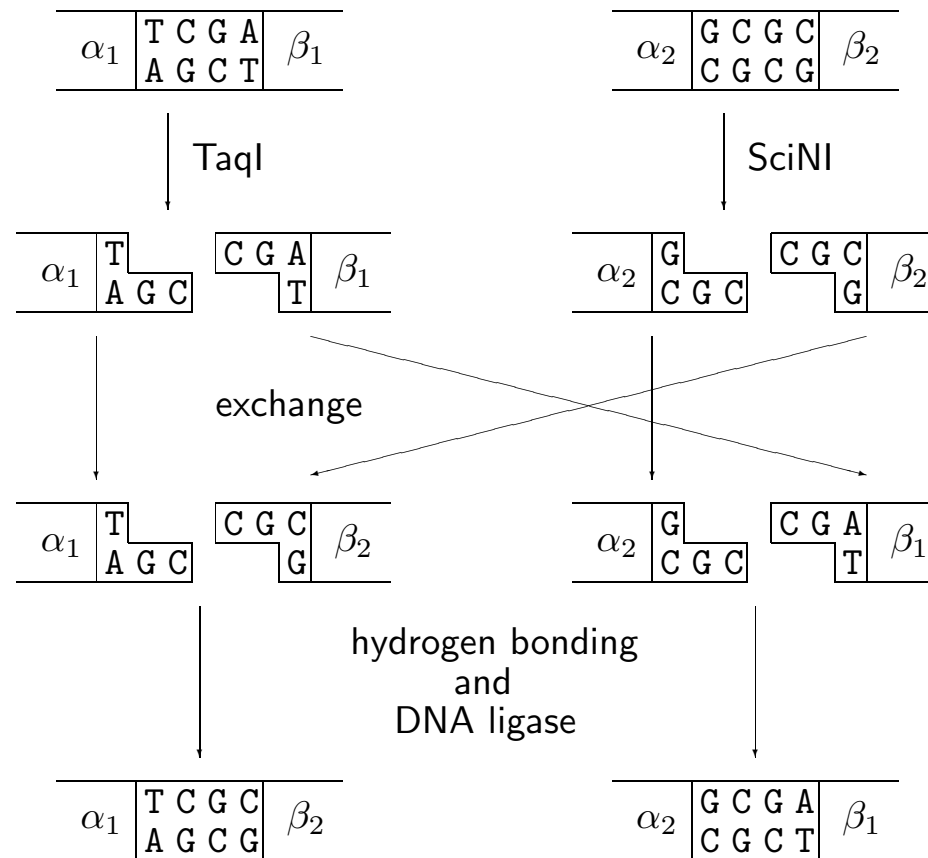 α₁ T C G A β₁ α₂ G C G C β₂
A G C T C G C G
TaqI SciNI
T C G A G C G C
α₁ β₁ α₂ β₂
A G C T C G C G
exchange
T C G C G C G A
α₁ β₂ α₂ β₁
A G C G C G C T
hydrogen bonding
and
DNA ligase
α₁ T C G C β₂ α₂ G C G A β₁
A G C G C G C T